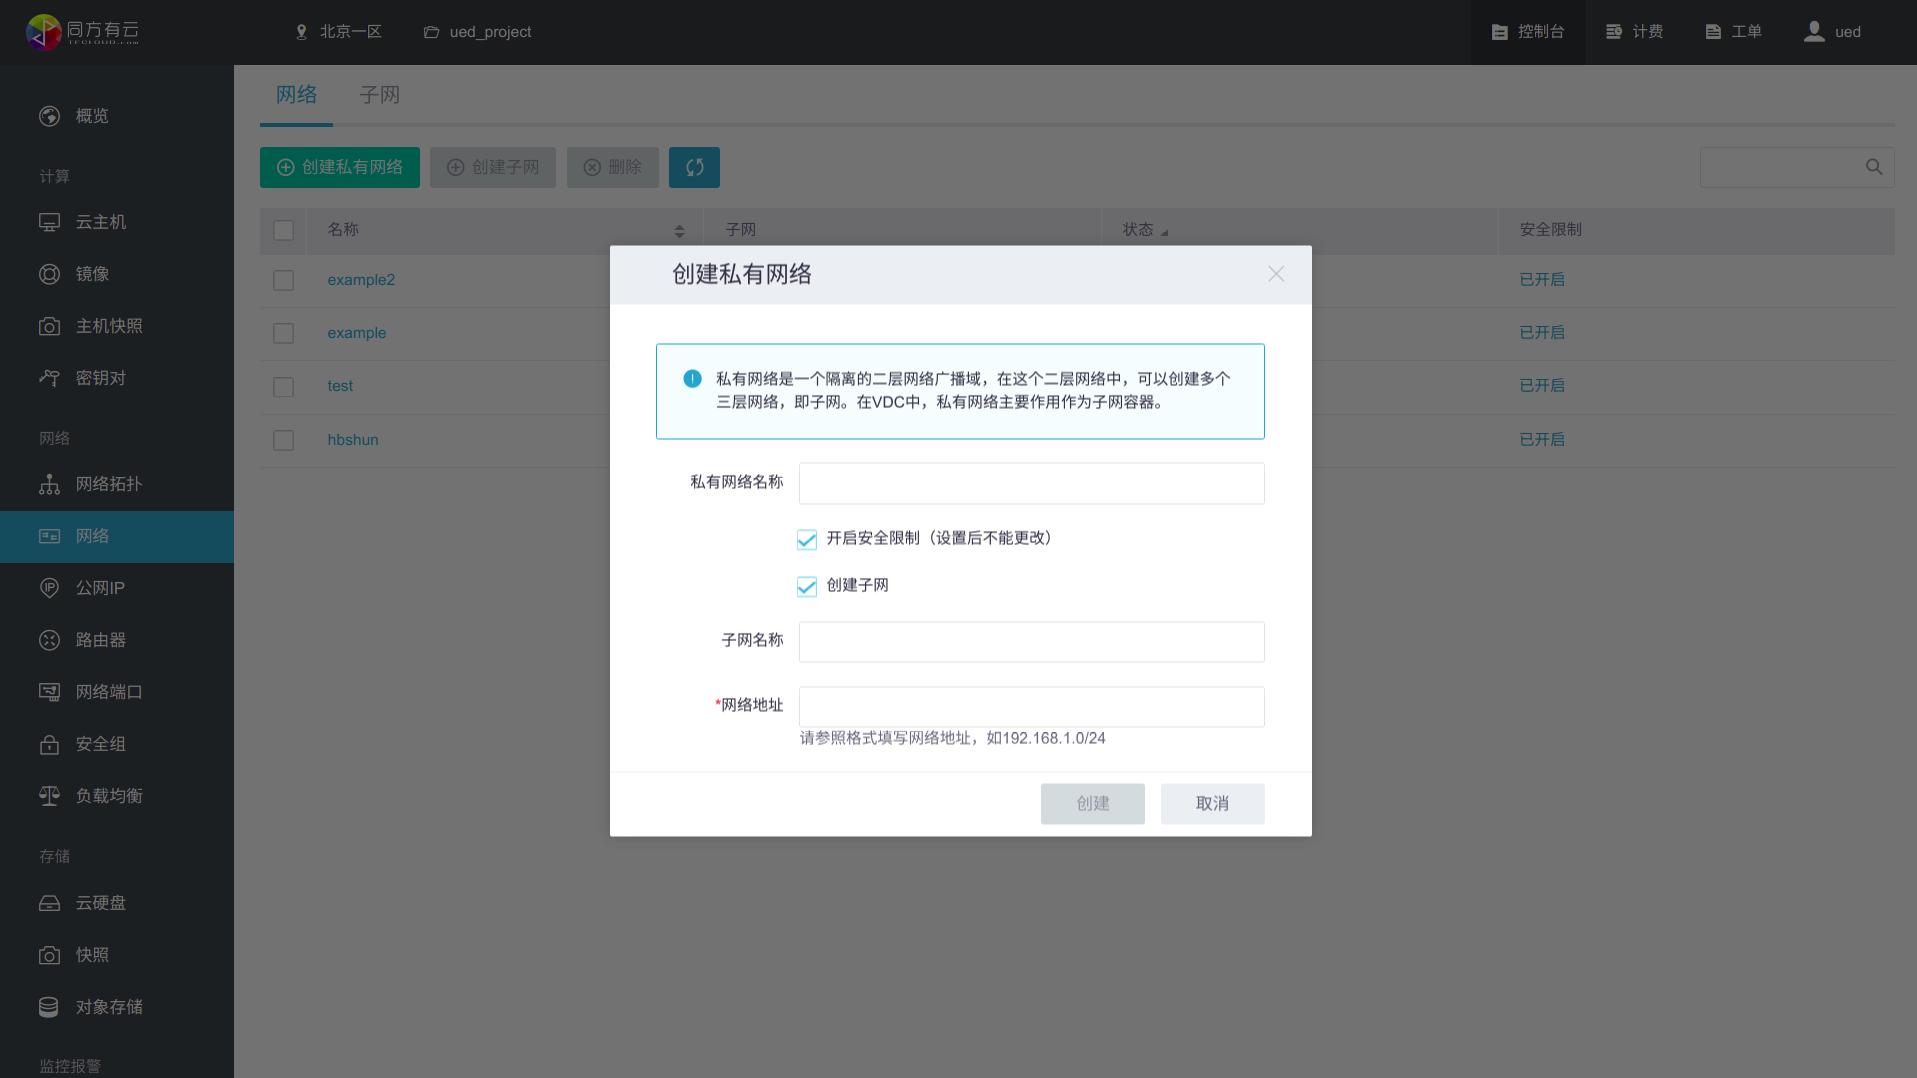 同方有云
TFCLOUD.com
北京一区
ued_project
控制台
计费
工单
ued
概览
计算
云主机
镜像
主机快照
密钥对
网络
网络拓扑
网络
公网IP
路由器
网络端口
安全组
负载均衡
存储
云硬盘
快照
对象存储
监控报警
网络 子网
创建私有网络 创建子网 删除
名称 子网 状态 安全限制
example2 已开启
example 已开启
test 已开启
hbshun 已开启
创建私有网络
私有网络是一个隔离的二层网络广播域，在这个二层网络中，可以创建多个
三层网络，即子网。在VDC中，私有网络主要作用作为子网容器。
私有网络名称
开启安全限制（设置后不能更改）
创建子网
子网名称
*网络地址
请参照格式填写网络地址，如192.168.1.0/24
创建 取消